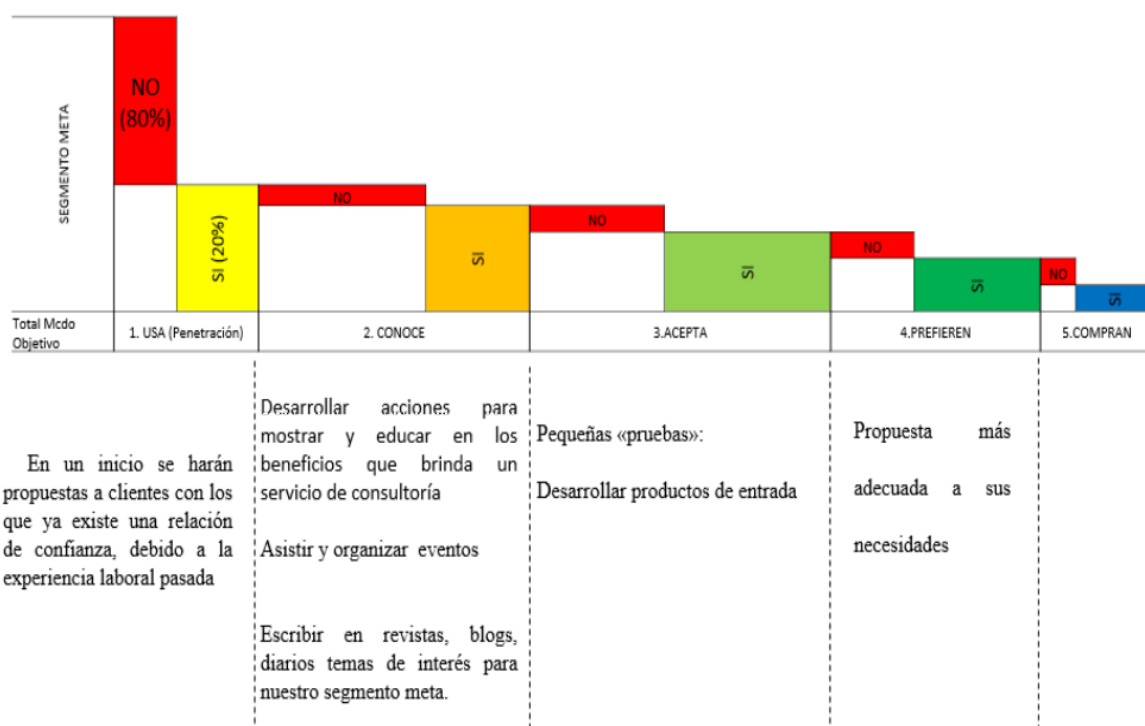 SEGMENTO META
NO
(80%)
SI (20%)
NO
SI
NO
SI
NO
SI
NO
SI
Total Mcdo
Objetivo
1. USA (Penetración)
2. CONOCE
3.ACEPTA
4.PREFIEREN
5.COMPRAN
En un inicio se harán
propuestas a clientes con los
que ya existe una relación
de confianza, debido a la
experiencia laboral pasada
Desarrollar acciones para
mostrar y educar en los
beneficios que brinda un
servicio de consultoría
Asistir y organizar eventos
Escribir en revistas, blogs,
diarios temas de interés para
nuestro segmento meta.
Pequeñas «pruebas»:
Desarrollar productos de entrada
Propuesta más
adecuada a sus
necesidades